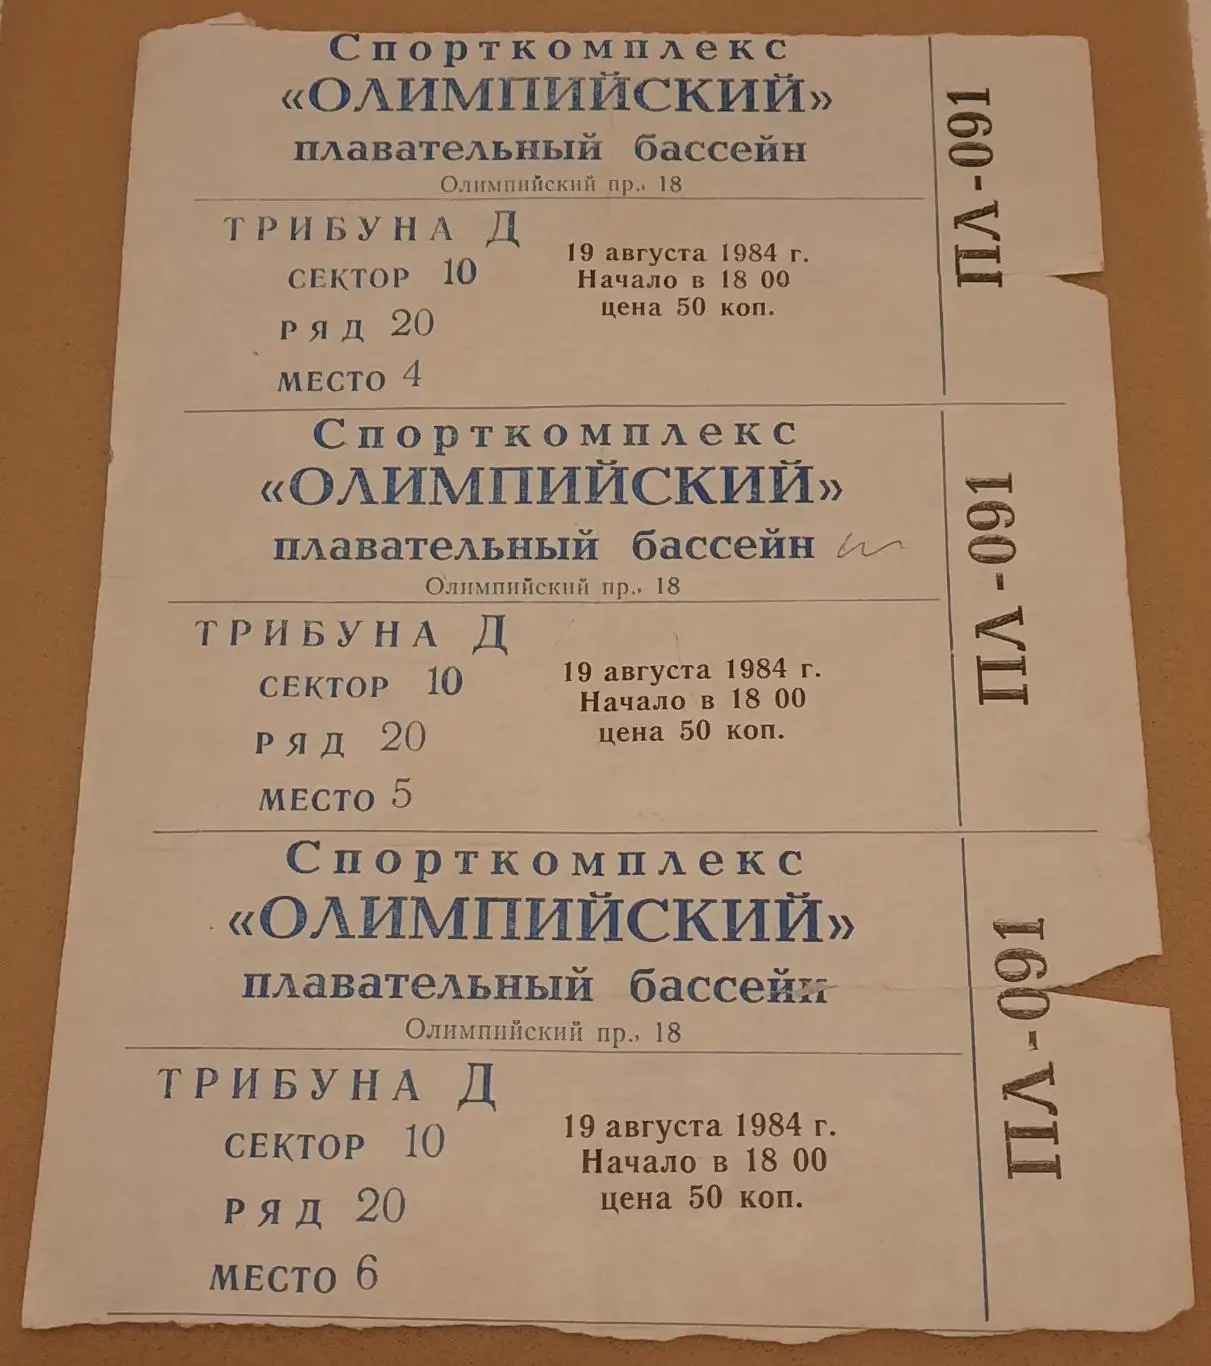 Спорткомплекс
«ОЛИМПИЙСКИЙ»
плавательный бассейн
Олимпийский пр., 18
ТРИБУНА Д
СЕКТОР 10
РЯД 20
МЕСТО 4
19 августа 1984 г.
Начало в 18 00
цена 50 коп.
ПЛ-091
Спорткомплекс
«ОЛИМПИЙСКИЙ»
плавательный бассейн
Олимпийский пр., 18
ТРИБУНА Д
СЕКТОР 10
РЯД 20
МЕСТО 5
19 августа 1984 г.
Начало в 18 00
цена 50 коп.
ПЛ-091
Спорткомплекс
«ОЛИМПИЙСКИЙ»
плавательный бассейн
Олимпийский пр., 18
ТРИБУНА Д
СЕКТОР 10
РЯД 20
МЕСТО 6
19 августа 1984 г.
Начало в 18 00
цена 50 коп.
ПЛ-091